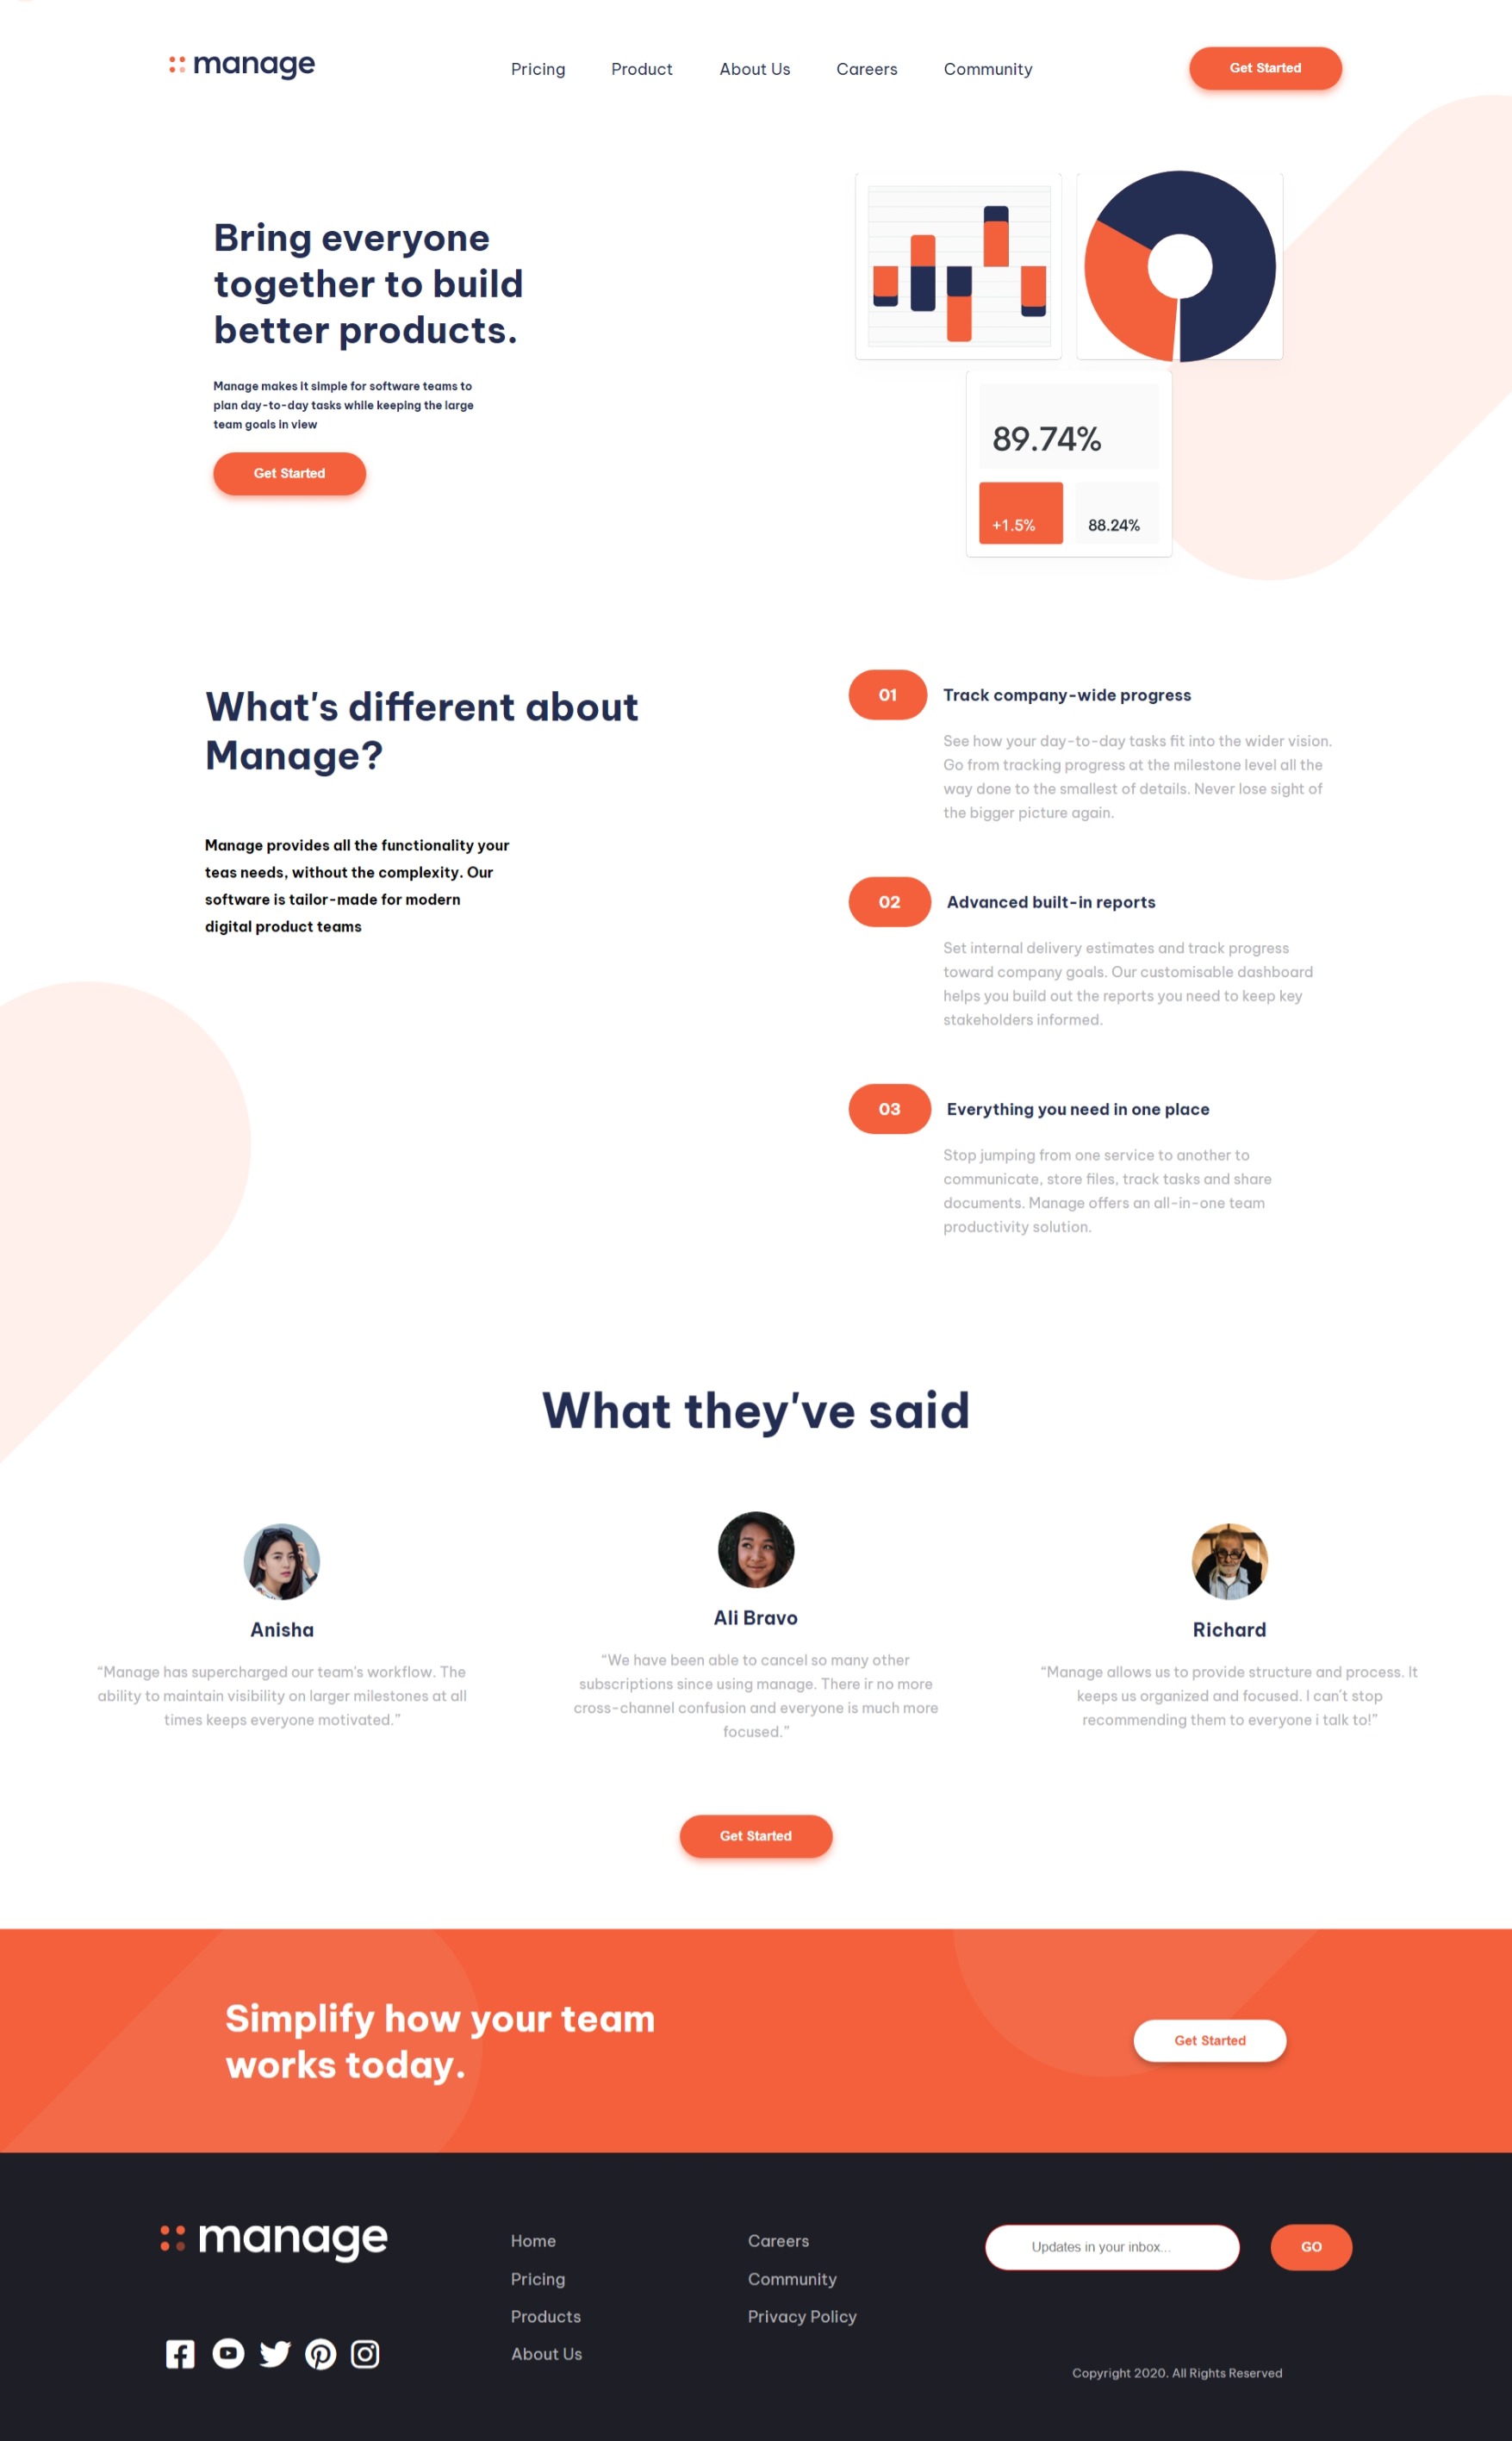 manage
Pricing
Product
About Us
Careers
Community
Get Started
Bring everyone
together to build
better products.
Manage makes it simple for software teams to
plan day-to-day tasks while keeping the large
team goals in view
Get Started
89.74%
+1.5%
88.24%
What's different about
Manage?
Manage provides all the functionality your
teas needs, without the complexity. Our
software is tailor-made for modern
digital product teams
01
Track company-wide progress
See how your day-to-day tasks fit into the wider vision.
Go from tracking progress at the milestone level all the
way done to the smallest of details. Never lose sight of
the bigger picture again.
02
Advanced built-in reports
Set internal delivery estimates and track progress
toward company goals. Our customisable dashboard
helps you build out the reports you need to keep key
stakeholders informed.
03
Everything you need in one place
Stop jumping from one service to another to
communicate, store files, track tasks and share
documents. Manage offers an all-in-one team
productivity solution.
What they've said
Anisha
“Manage has supercharged our team’s workflow. The
ability to maintain visibility on larger milestones at all
times keeps everyone motivated.”
Ali Bravo
“We have been able to cancel so many other
subscriptions since using manage. There ir no more
cross-channel confusion and everyone is much more
focused.”
Richard
“Manage allows us to provide structure and process. It
keeps us organized and focused. I can’t stop
recommending them to everyone i talk to!”
Get Started
Simplify how your team
works today.
Get Started
manage
Home
Pricing
Products
About Us
Careers
Community
Privacy Policy
Updates in your inbox...
GO
Copyright 2020. All Rights Reserved